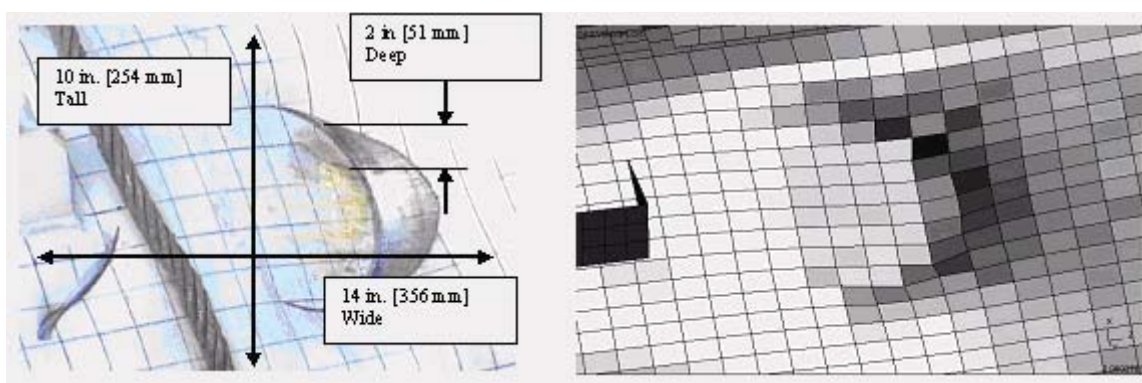 2 in [51 mm]
Deep
10 in. [254 mm]
Tall
14 in. [356 mm]
Wide